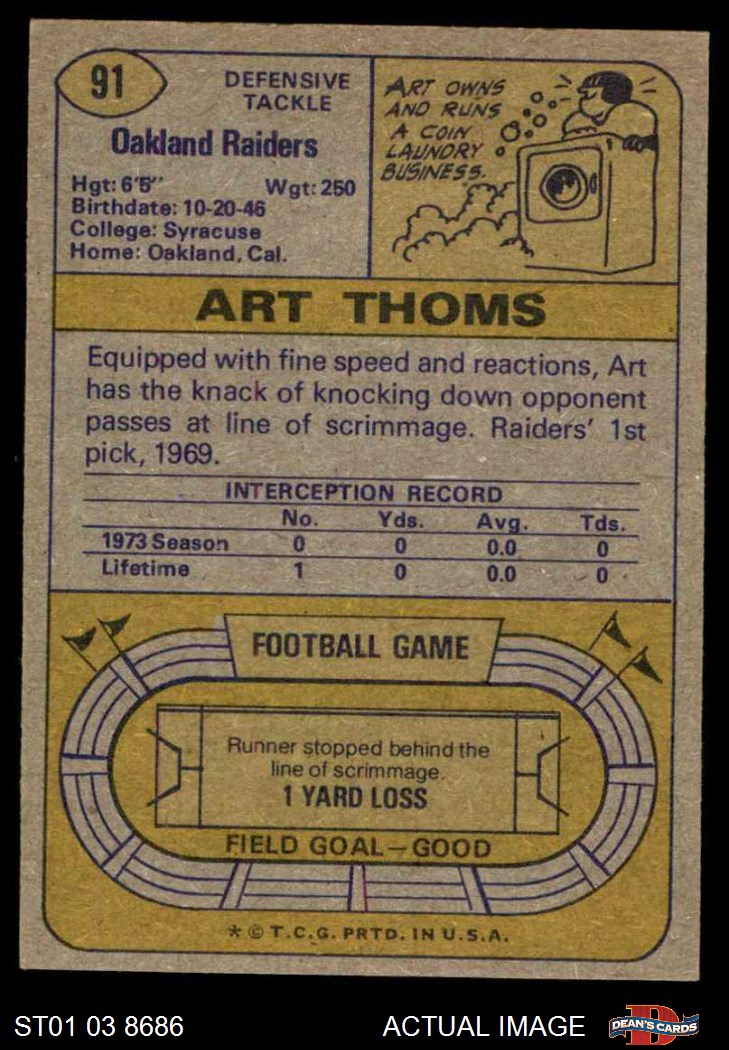 91
DEFENSIVE
TACKLE
Oakland Raiders
Hgt: 6'5" Wgt: 250
Birthdate: 10-20-46
College: Syracuse
Home: Oakland, Cal.
ART OWNS
AND RUNS
A COIN
LAUNDRY
BUSINESS.
ART THOMS
Equipped with fine speed and reactions, Art
has the knack of knocking down opponent
passes at line of scrimmage. Raiders' 1st
pick, 1969.
INTERCEPTION RECORD
No. Yds. Avg. Tds.
1973 Season 0 0 0.0 0
Lifetime 1 0 0.0 0
FOOTBALL GAME
Runner stopped behind the
line of scrimmage.
1 YARD LOSS
FIELD GOAL—GOOD
* © T.C.G. PRTD. IN U.S.A.
ST01 03 8686 ACTUAL IMAGE D DEAN'S CARDS